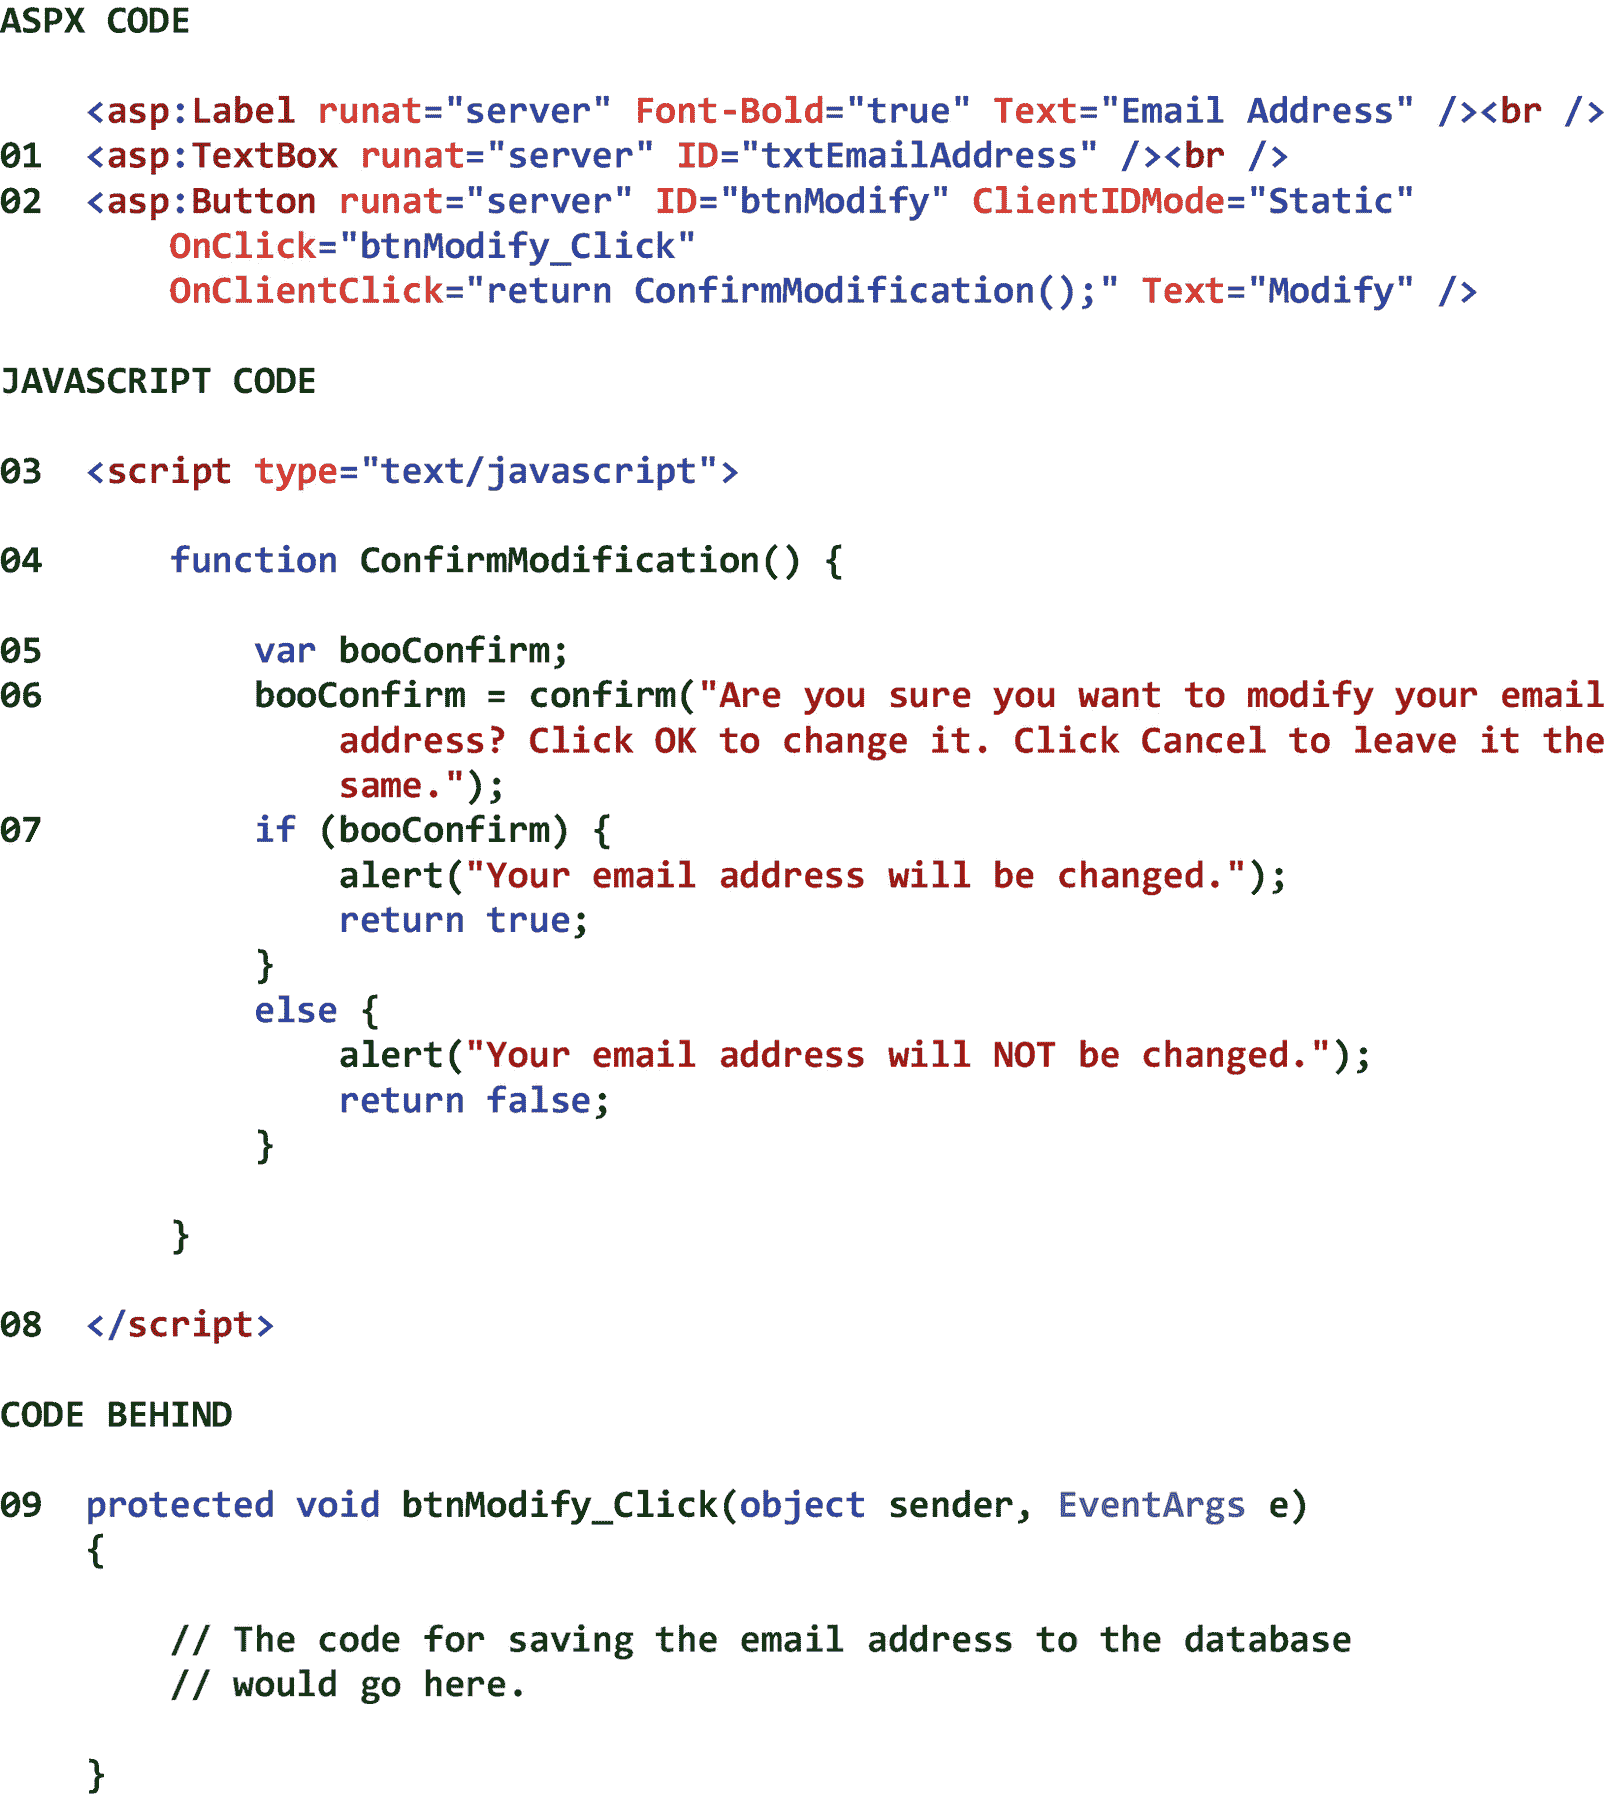 ASPX CODE
<asp:Label runat="server" Font-Bold="true" Text="Email Address" /><br />
01 <asp:TextBox runat="server" ID="txtEmailAddress" /><br />
02 <asp:Button runat="server" ID="btnModify" ClientIDMode="Static"
OnClick="btnModify_Click"
OnClientClick="return ConfirmModification();" Text="Modify" />
JAVASCRIPT CODE
03 <script type="text/javascript">
04 function ConfirmModification() {
05 var booConfirm;
06 booConfirm = confirm("Are you sure you want to modify your email
address? Click OK to change it. Click Cancel to leave it the
same.");
07 if (booConfirm) {
alert("Your email address will be changed.");
return true;
}
else {
alert("Your email address will NOT be changed.");
return false;
}
}
08 </script>
CODE BEHIND
09 protected void btnModify_Click(object sender, EventArgs e)
{
// The code for saving the email address to the database
// would go here.
}